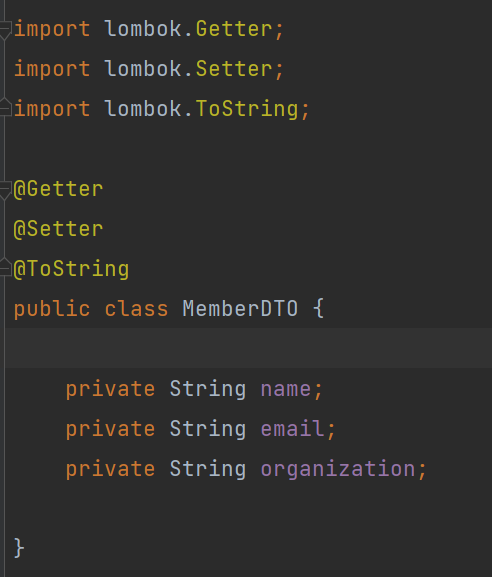 import lombok.Getter;
import lombok.Setter;
import lombok.ToString;
@Getter
@Setter
@ToString
public class MemberDTO {
private String name;
private String email;
private String organization;
}